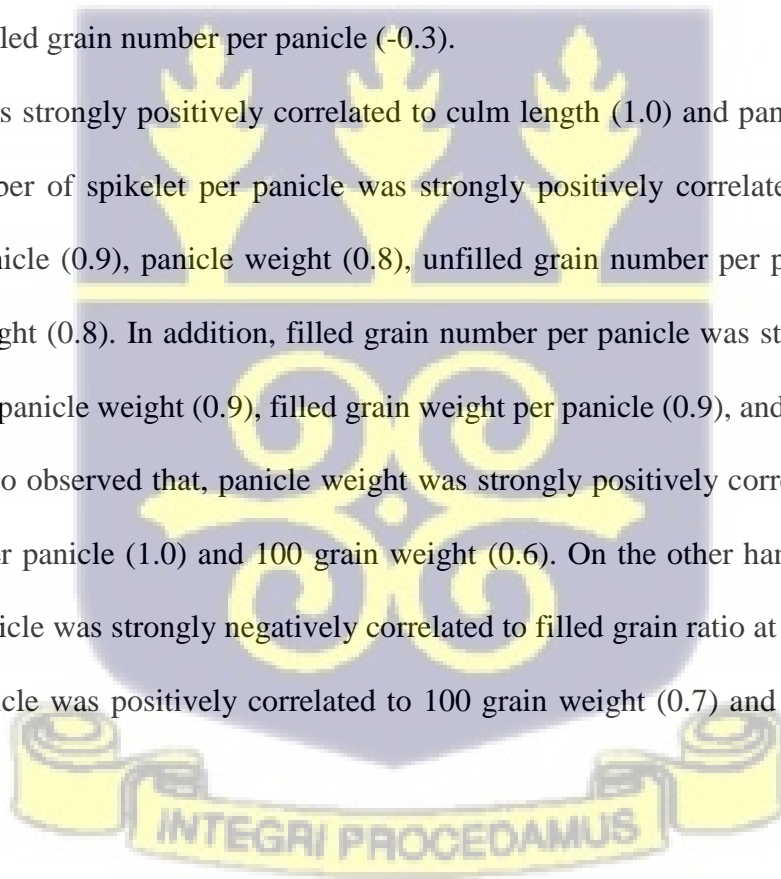 led grain number per panicle (-0.3).
s strongly positively correlated to culm length (1.0) and pan
ber of spikelet per panicle was strongly positively correlate
nicle (0.9), panicle weight (0.8), unfilled grain number per p
ght (0.8). In addition, filled grain number per panicle was st
panicle weight (0.9), filled grain weight per panicle (0.9), and
o observed that, panicle weight was strongly positively corre
er panicle (1.0) and 100 grain weight (0.6). On the other han
icle was strongly negatively correlated to filled grain ratio at
icle was positively correlated to 100 grain weight (0.7) and
INTEGRI PROCEDAMUS